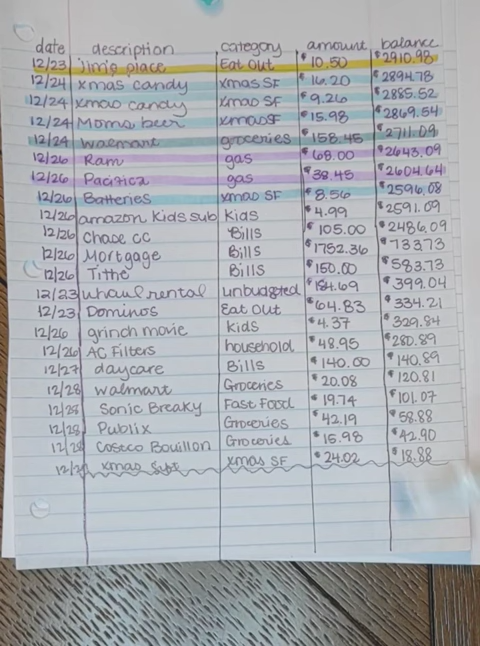 date description category amount balance
12/23 Jim's place Eat Out $10.50 $2910.98
12/24 xmas candy xmas SF $16.20 $2894.78
12/24 xmas candy xmas SF $9.26 $2885.52
12/24 Moms beer xmas SF $15.98 $2869.54
12/24 walmart groceries $158.45 $2711.09
12/26 Ram gas $68.00 $2643.09
12/26 Pacifica gas $38.45 $2604.64
12/26 Batteries xmas SF $8.56 $2596.08
12/26 amazon kids sub kids $4.99 $2591.09
12/26 Chase CC Bills $105.00 $2486.09
12/26 Mortgage Bills $1752.36 $733.73
12/26 Tithe Bills $150.00 $583.73
12/23 uhaul rental unbudgeted $184.69 $399.04
12/23 Dominos Eat Out $64.83 $334.21
12/26 grinch movie Kids $4.37 $329.84
12/26 AC Filters household $48.95 $280.89
12/27 daycare Bills $140.00 $140.89
12/28 walmart Groceries $20.08 $120.81
12/28 Sonic Breaky Fast Food $19.74 $101.07
12/28 Publix Groceries $42.19 $58.88
12/28 Costco Bouillon Groceries $15.98 $42.90
xmas xmas SF $24.02 $18.88